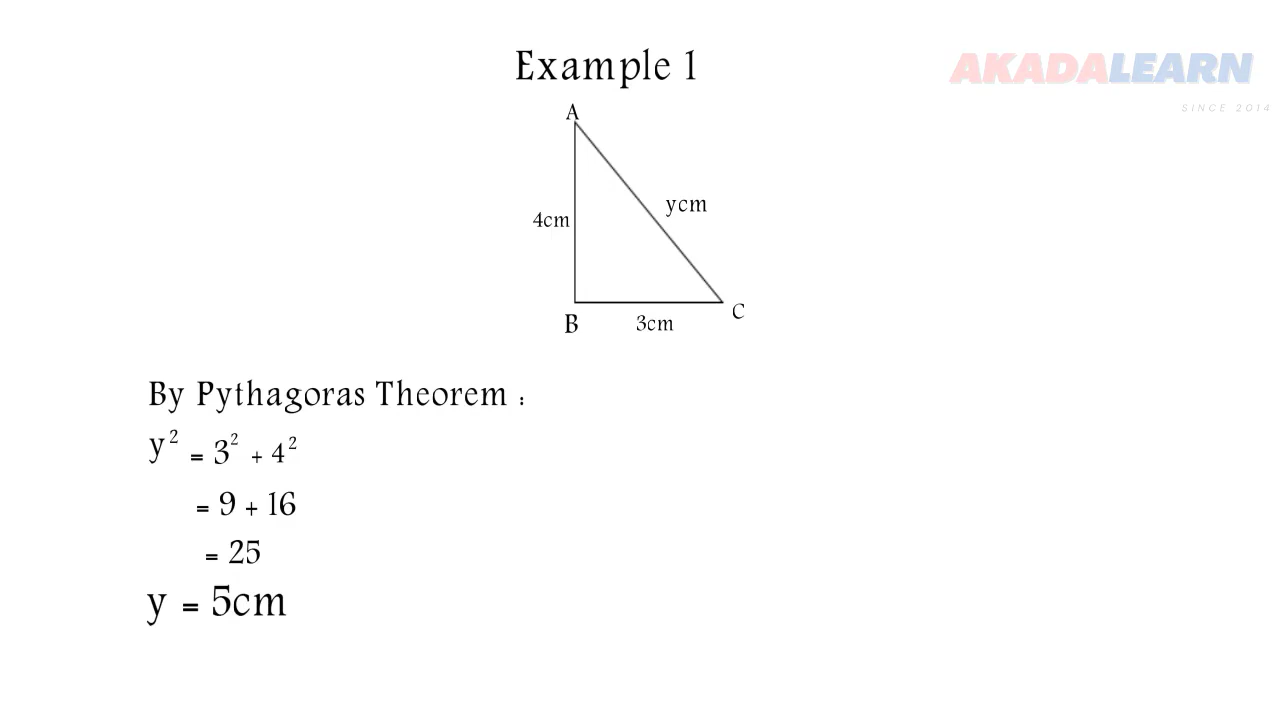 Example 1
AKADALEARN
SINCE 2014
A
4cm
ycm
B
3cm
C
By Pythagoras Theorem :
y² = 3² + 4²
= 9 + 16
= 25
y = 5cm